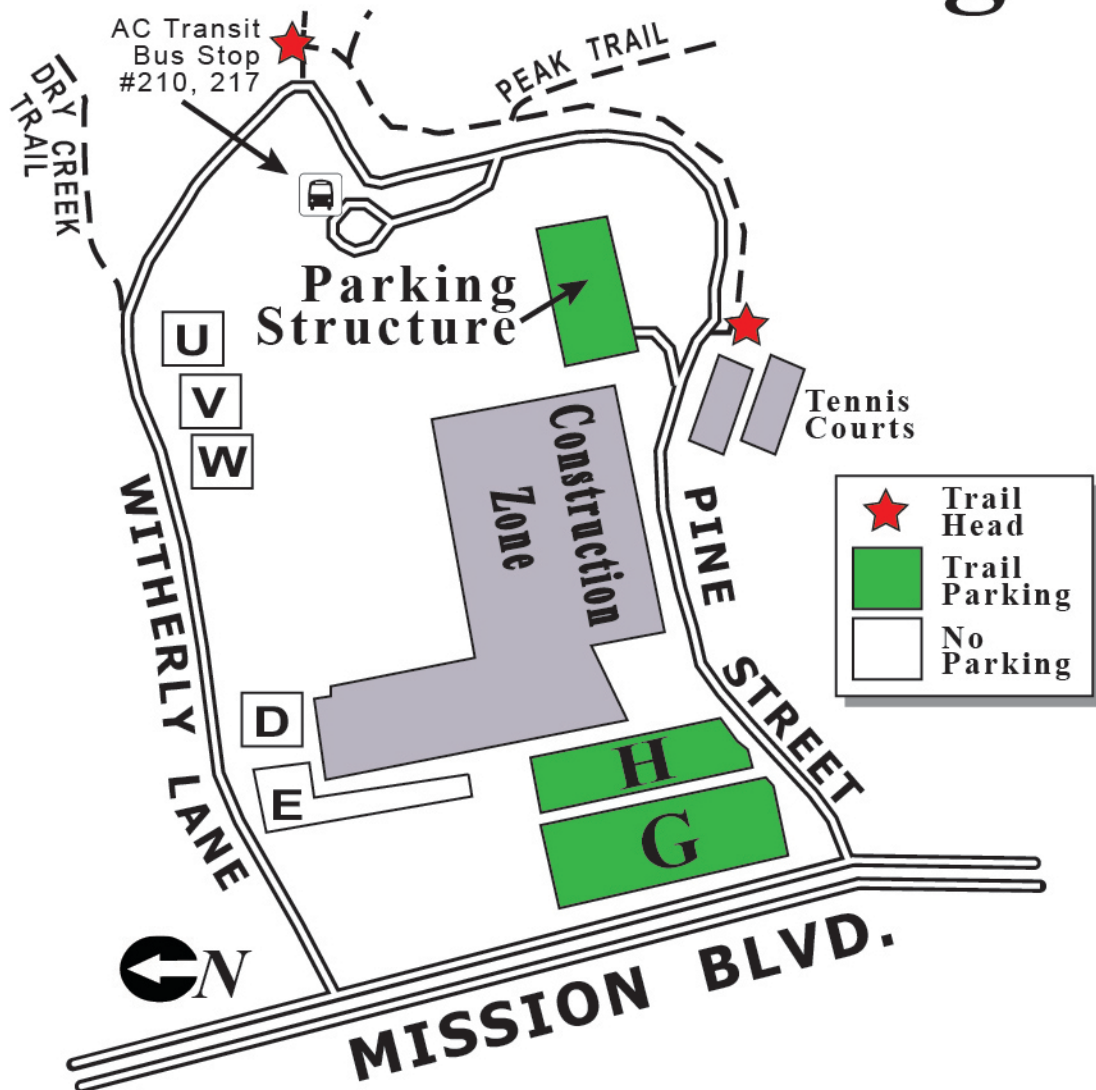 g
AC Transit
Bus Stop
#210, 217
PEAK TRAIL
DRY CREEK
TRAIL
Parking
Structure
U
V
W
Construction
Zone
Tennis
Courts
WITHERLY LANE
PINE STREET
Trail
Head
Trail
Parking
No
Parking
D
E
H
G
N
MISSION BLVD.